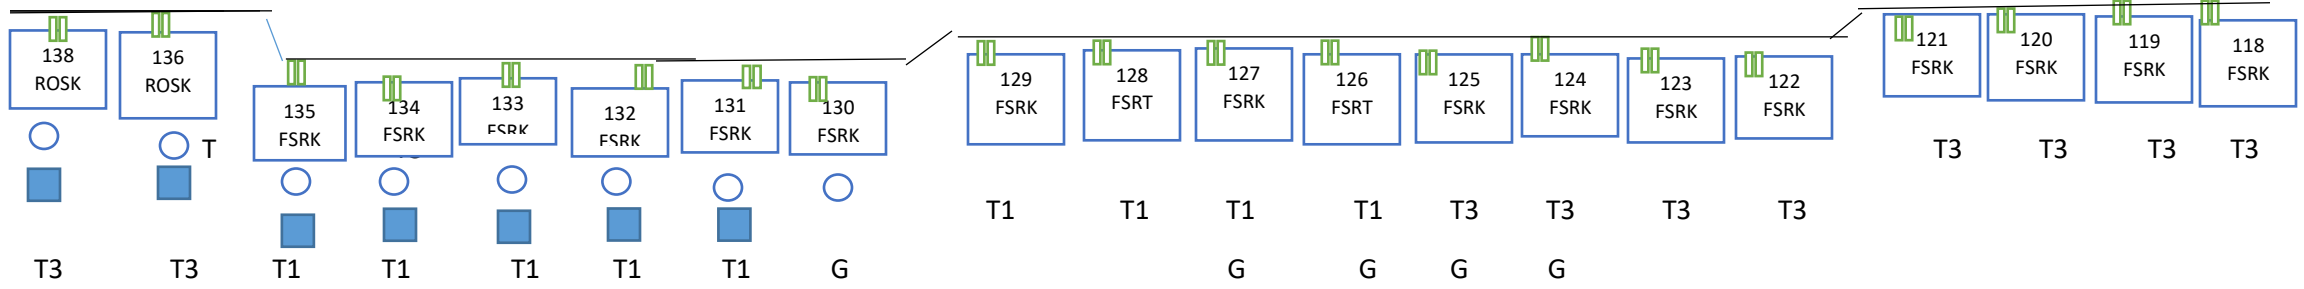 138
ROSK
136
ROSK
135
FSRK
134
FSRK
133
FSRK
132
FSRK
131
FSRK
130
FSRK
129
FSRK
128
FSRT
127
FSRK
126
FSRT
125
FSRK
124
FSRK
123
FSRK
122
FSRK
121
FSRK
120
FSRK
119
FSRK
118
FSRK
T
T3 T3 T3 T3
T1 T1 T1 T1 T3 T3 T3 T3
T3 T3 T1 T1 T1 T1 T1 G G G G G